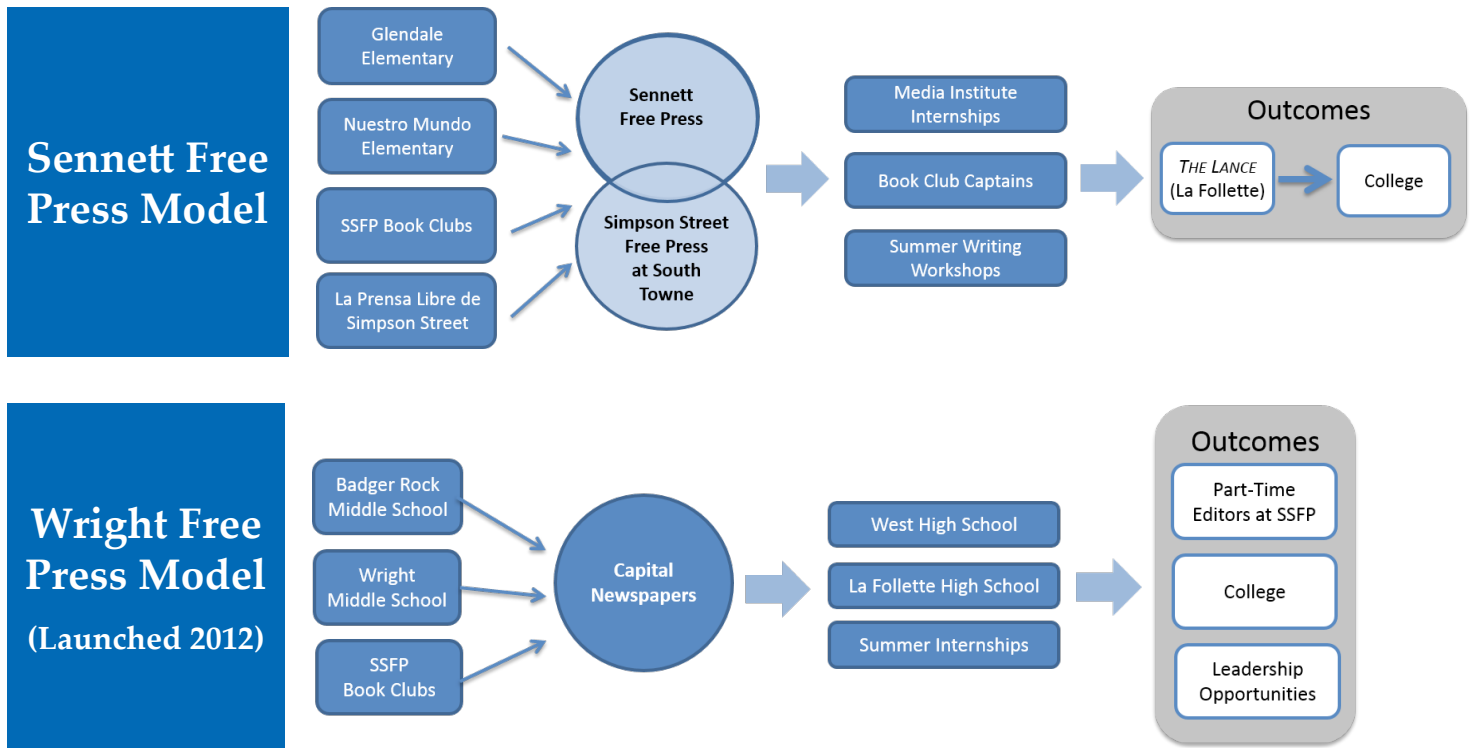 Sennett Free
Press Model
Glendale
Elementary
Nuestro Mundo
Elementary
SSFP Book Clubs
La Prensa Libre de
Simpson Street
Sennett
Free Press
Simpson Street
Free Press
at South
Towne
Media Institute
Internships
Book Club Captains
Summer Writing
Workshops
Outcomes
THE LANCE
(La Follette)
College
Wright Free
Press Model
(Launched 2012)
Badger Rock
Middle School
Wright
Middle School
SSFP
Book Clubs
Capital
Newspapers
West High School
La Follette High School
Summer Internships
Outcomes
Part-Time
Editors at SSFP
College
Leadership
Opportunities